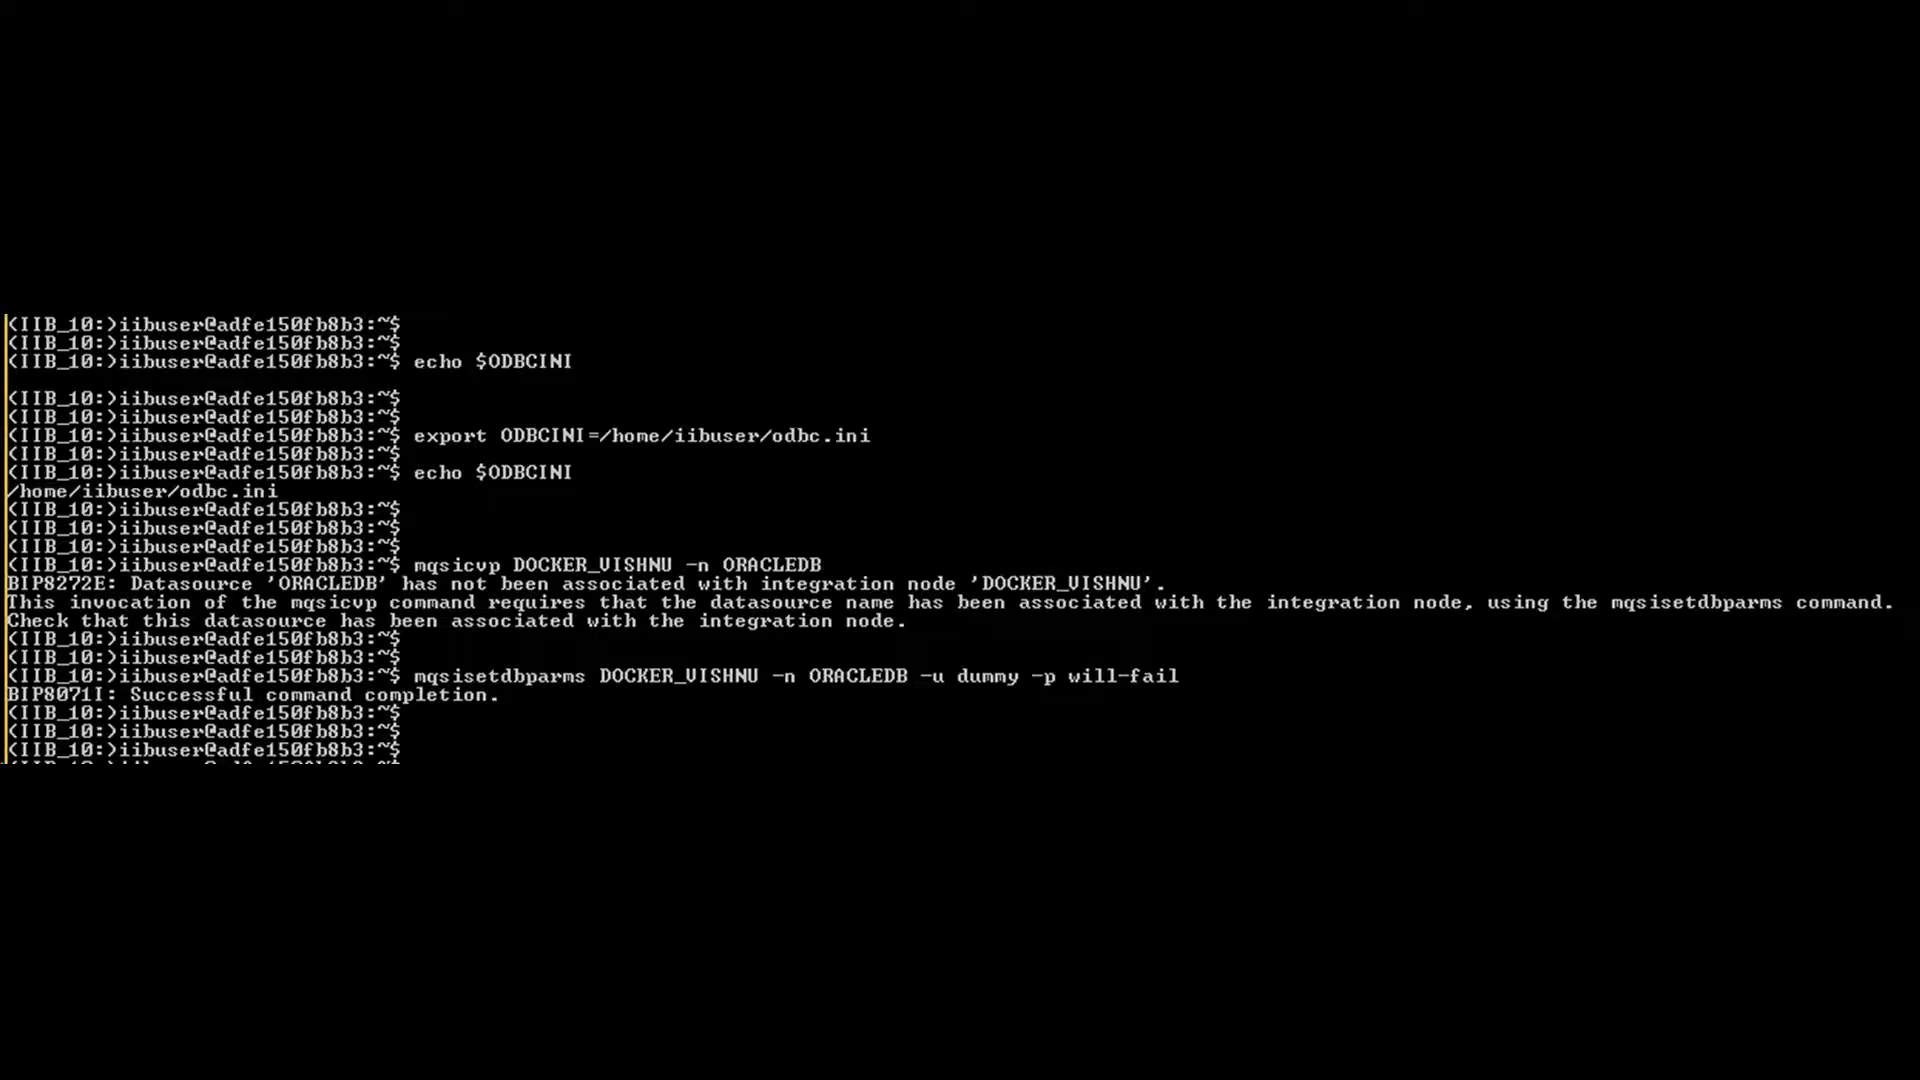 (IIB_10:)iibuser@adfe150fb8b3:~$
(IIB_10:)iibuser@adfe150fb8b3:~$
(IIB_10:)iibuser@adfe150fb8b3:~$ echo $ODBCINI
(IIB_10:)iibuser@adfe150fb8b3:~$
(IIB_10:)iibuser@adfe150fb8b3:~$
(IIB_10:)iibuser@adfe150fb8b3:~$ export ODBCINI=/home/iibuser/odbc.ini
(IIB_10:)iibuser@adfe150fb8b3:~$
(IIB_10:)iibuser@adfe150fb8b3:~$ echo $ODBCINI
/home/iibuser/odbc.ini
(IIB_10:)iibuser@adfe150fb8b3:~$
(IIB_10:)iibuser@adfe150fb8b3:~$
(IIB_10:)iibuser@adfe150fb8b3:~$
(IIB_10:)iibuser@adfe150fb8b3:~$ mqsicvp DOCKER_VISHNU -n ORACLEDB
BIP8272E: Datasource 'ORACLEDB' has not been associated with integration node 'DOCKER_VISHNU'.
This invocation of the mqsicvp command requires that the datasource name has been associated with the integration node, using the mqsisetdbparms command.
Check that this datasource has been associated with the integration node.
(IIB_10:)iibuser@adfe150fb8b3:~$
(IIB_10:)iibuser@adfe150fb8b3:~$
(IIB_10:)iibuser@adfe150fb8b3:~$ mqsisetdbparms DOCKER_VISHNU -n ORACLEDB -u dummy -p will-fail
BIP8071I: Successful command completion.
(IIB_10:)iibuser@adfe150fb8b3:~$
(IIB_10:)iibuser@adfe150fb8b3:~$
(IIB_10:)iibuser@adfe150fb8b3:~$